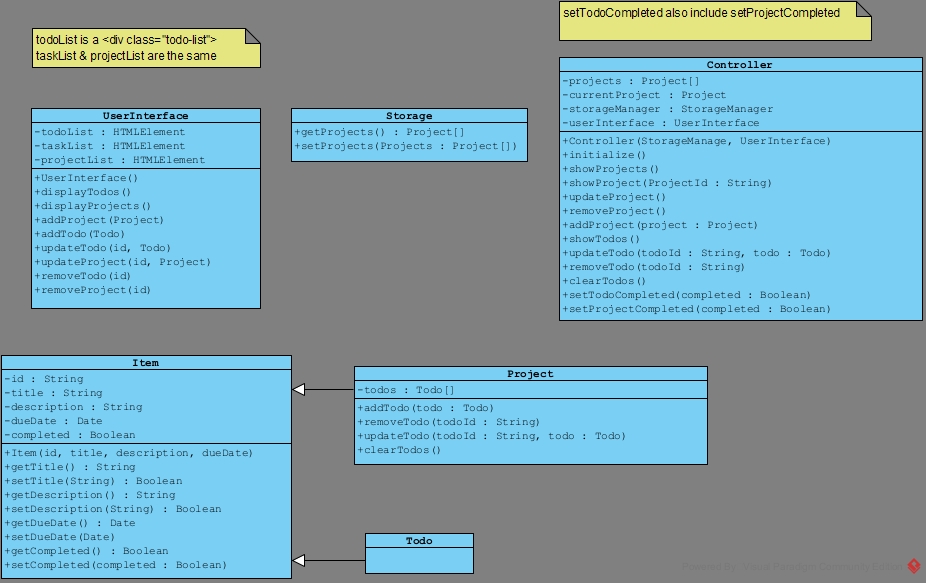 setTodoCompleted also include setProjectCompleted
todoList is a <div class="todo-list">
taskList & projectList are the same
UserInterface
-todoList : HTMLElement
-taskList : HTMLElement
-projectList : HTMLElement
+UserInterface()
+displayTodos()
+displayProjects()
+addProject(Project)
+addTodo(Todo)
+updateTodo(id, Todo)
+updateProject(id, Project)
+removeTodo(id)
+removeProject(id)
Storage
+getProjects() : Project[]
+setProjects(Projects : Project[])
Controller
-projects : Project[]
-currentProject : Project
-storageManager : StorageManager
-userInterface : UserInterface
+Controller(StorageManage, UserInterface)
+initialize()
+showProjects()
+showProject(ProjectId : String)
+updateProject()
+removeProject()
+addProject(project : Project)
+showTodos()
+updateTodo(todoId : String, todo : Todo)
+removeTodo(todoId : String)
+clearTodos()
+setTodoCompleted(completed : Boolean)
+setProjectCompleted(completed : Boolean)
Item
-id : String
-title : String
-description : String
-dueDate : Date
-completed : Boolean
+Item(id, title, description, dueDate)
+getTitle() : String
+setTitle(String) : Boolean
+getDescription() : String
+setDescription(String) : Boolean
+getDueDate() : Date
+setDueDate(Date)
+getCompleted() : Boolean
+setCompleted(completed : Boolean)
Project
-todos : Todo[]
+addTodo(todo : Todo)
+removeTodo(todoId : String)
+updateTodo(todoId : String, todo : Todo)
+clearTodos()
Todo
Powered By Visual Paradigm Community Edition